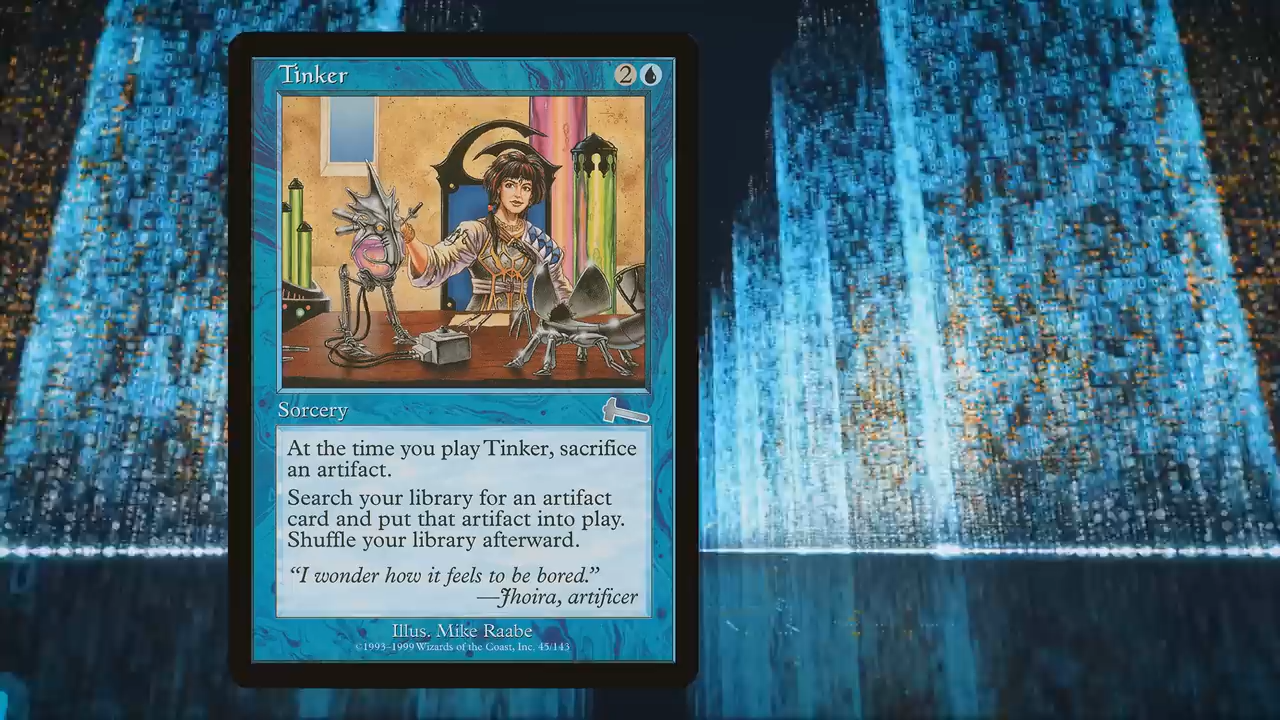 Tinker 2
Sorcery
At the time you play Tinker, sacrifice
an artifact.
Search your library for an artifact
card and put that artifact into play.
Shuffle your library afterward.
“I wonder how it feels to be bored.”
—Jhoira, artificer
Illus. Mike Raabe
©1993–1999 Wizards of the Coast, Inc. 45/143